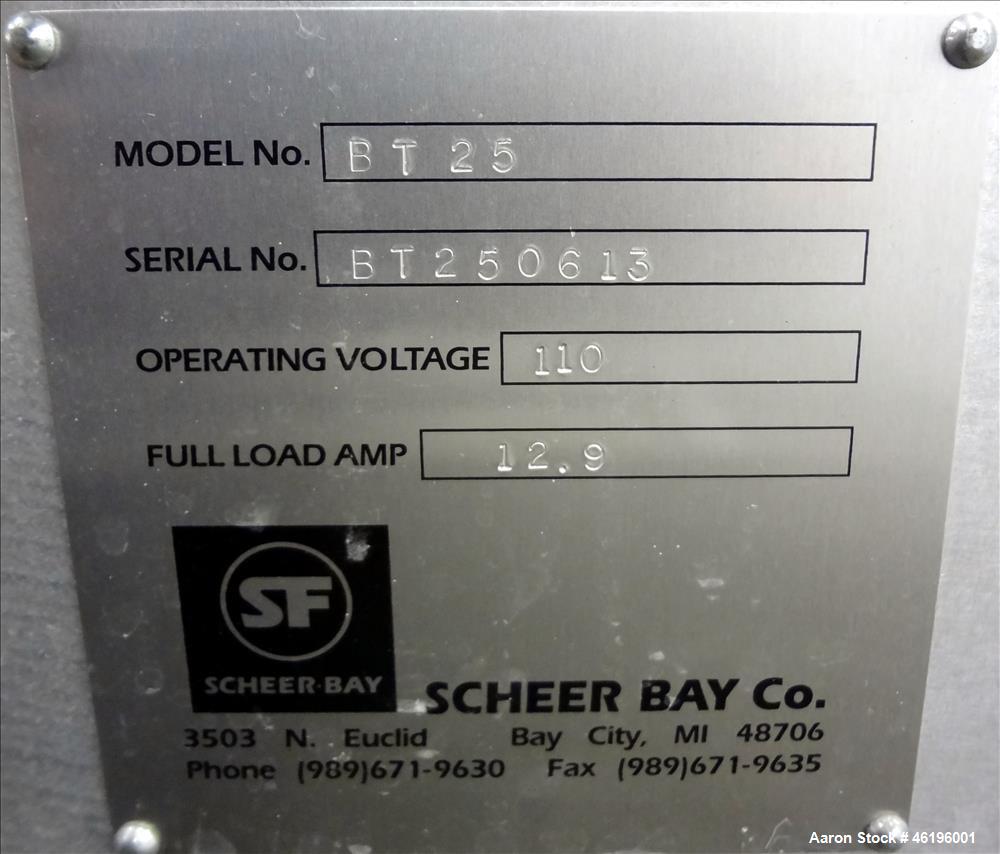 MODEL No. BT 25
SERIAL No. BT250613
OPERATING VOLTAGE 110
FULL LOAD AMP 12.9
SF
SCHEER·BAY
SCHEER BAY Co.
3503 N. Euclid Bay City, MI 48706
Phone (989)671-9630 Fax (989)671-9635
Aaron Stock # 46196001